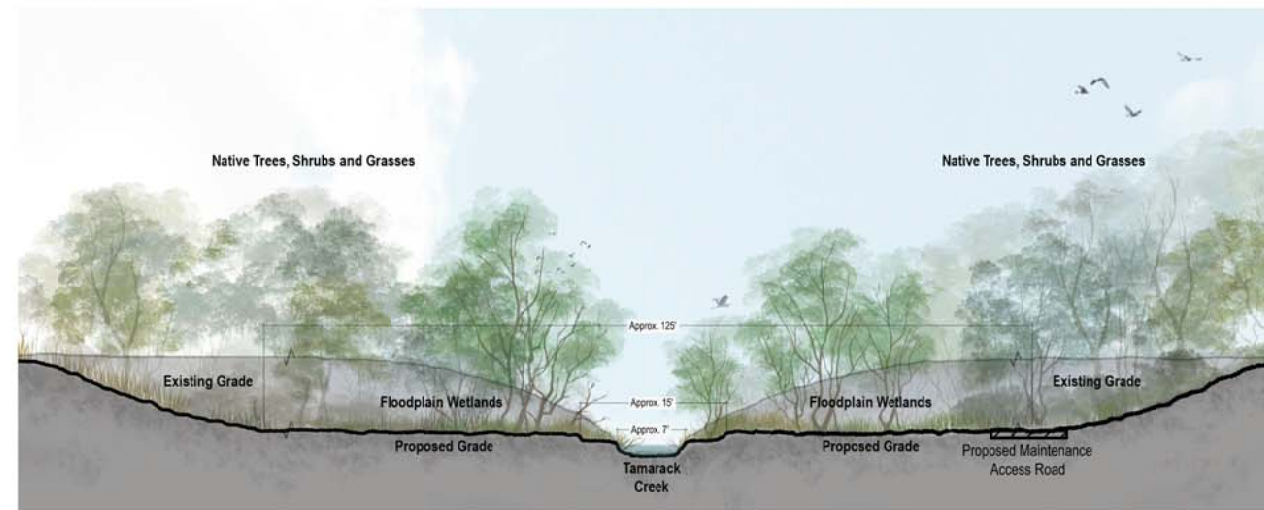 Native Trees, Shrubs and Grasses
Native Trees, Shrubs and Grasses
Approx. 125'
Existing Grade
Existing Grade
Floodplain Wetlands
Approx. 15'
Floodplain Wetlands
Approx. 7'
Proposed Grade
Proposed Grade
Proposed Maintenance
Access Road
Tamarack
Creek